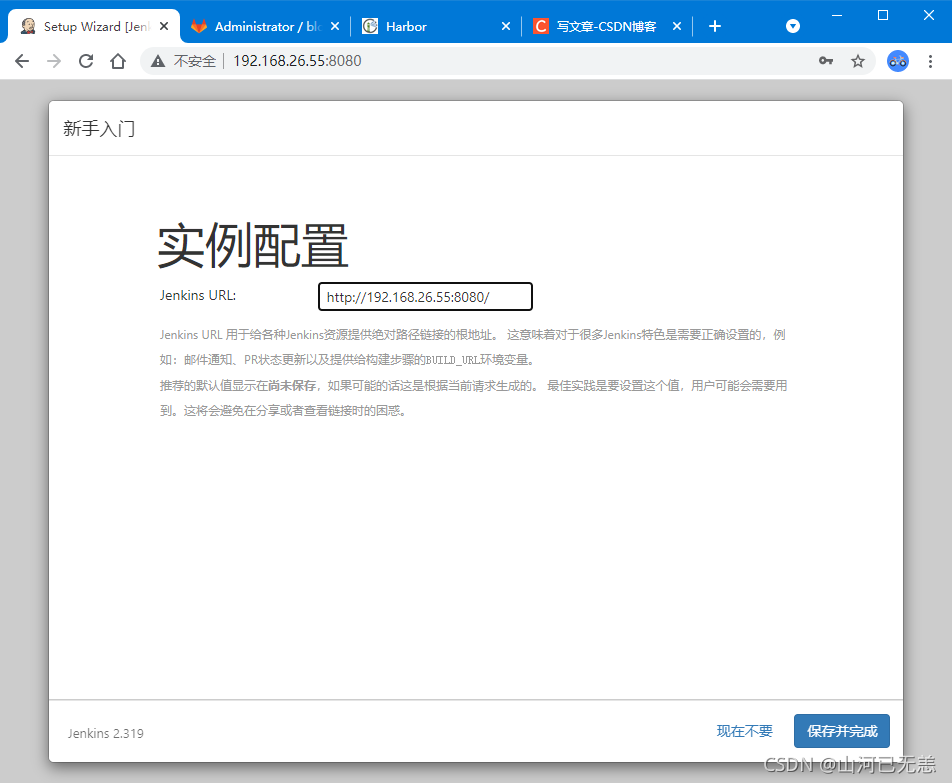 Setup Wizard [Jen
Administrator / bl
Harbor
写文章-CSDN博客
不安全 | 192.168.26.55:8080
新手入门
实例配置
Jenkins URL:
http://192.168.26.55:8080/
Jenkins URL 用于给各种Jenkins资源提供绝对路径链接的根地址。 这意味着对于很多Jenkins特色是需要正确设置的，例
如：邮件通知、PR状态更新以及提供给构建步骤的BUILD_URL环境变量。
推荐的默认值显示在尚未保存，如果可能的话这是根据当前请求生成的。 最佳实践是要设置这个值，用户可能会需要用
到。这将会避免在分享或者查看链接时的困惑。
Jenkins 2.319
现在不要
保存并完成
CSDN @山河已无恙